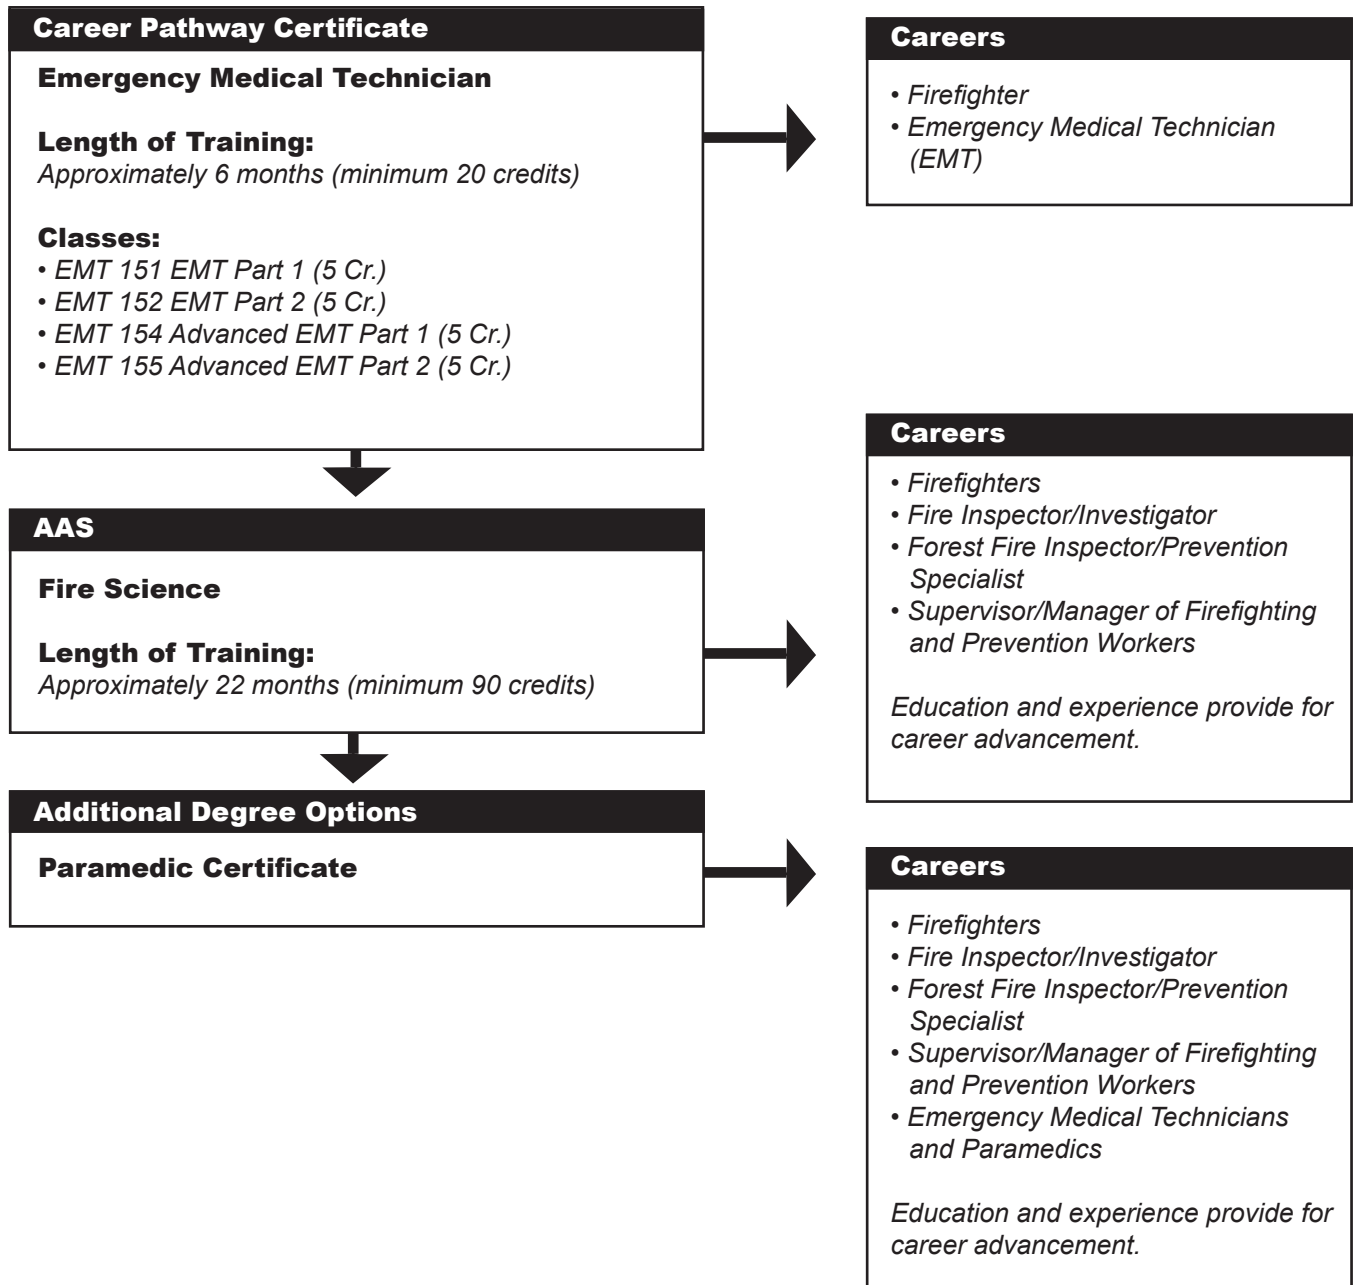 Career Pathway Certificate
Emergency Medical Technician
Length of Training:
Approximately 6 months (minimum 20 credits)
Classes:
• EMT 151 EMT Part 1 (5 Cr.)
• EMT 152 EMT Part 2 (5 Cr.)
• EMT 154 Advanced EMT Part 1 (5 Cr.)
• EMT 155 Advanced EMT Part 2 (5 Cr.)
Careers
• Firefighter
• Emergency Medical Technician
(EMT)
AAS
Fire Science
Length of Training:
Approximately 22 months (minimum 90 credits)
Careers
• Firefighters
• Fire Inspector/Investigator
• Forest Fire Inspector/Prevention
Specialist
• Supervisor/Manager of Firefighting
and Prevention Workers
Education and experience provide for
career advancement.
Additional Degree Options
Paramedic Certificate
Careers
• Firefighters
• Fire Inspector/Investigator
• Forest Fire Inspector/Prevention
Specialist
• Supervisor/Manager of Firefighting
and Prevention Workers
• Emergency Medical Technicians
and Paramedics
Education and experience provide for
career advancement.